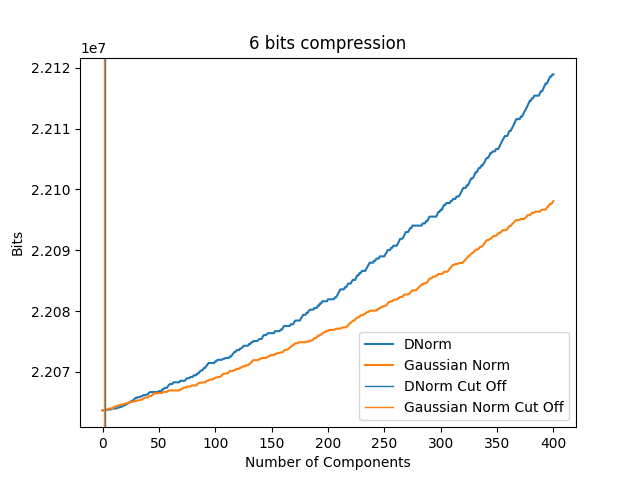 6 bits compression
1e7
2.212
2.211
2.210
2.209
2.208
2.207
Bits
DNorm
Gaussian Norm
DNorm Cut Off
Gaussian Norm Cut Off
0 50 100 150 200 250 300 350 400
Number of Components